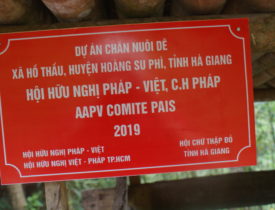 DỰ ÁN CHĂN NUÔI DÊ
XÃ HỒ THẦU, HUYỆN HOÀNG SU PHÌ, TỈNH HÀ GIANG
HỘI HỮU NGHỊ PHÁP - VIỆT, C.H PHÁP
AAPV COMITE PAIS
2019
HỘI HỮU NGHỊ PHÁP - VIỆT
HỘI HỮU NGHỊ VIỆT - PHÁP TP.HCM
HỘI CHỮ THẬP ĐỎ
TỈNH HÀ GIANG